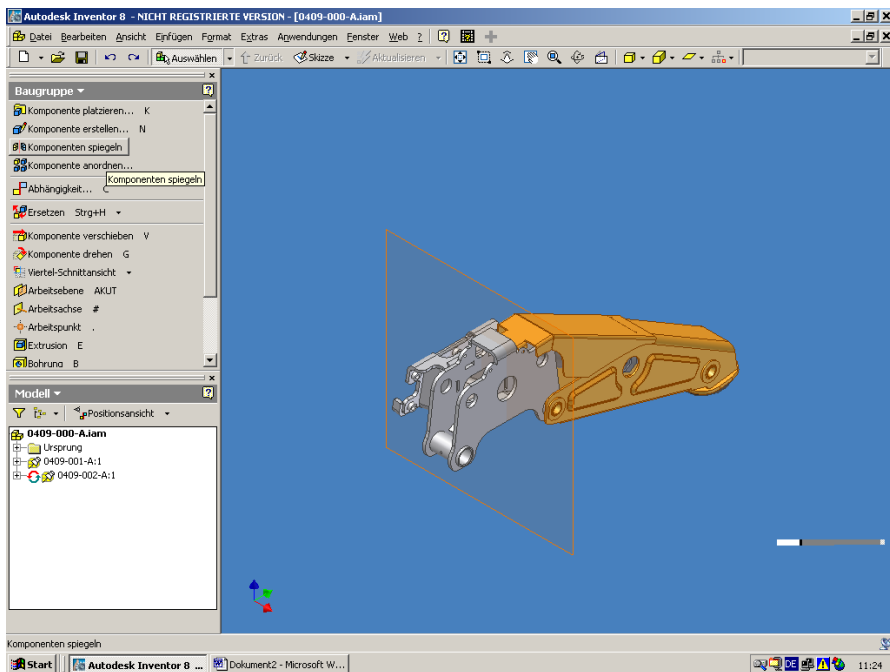 Autodesk Inventor 8 - NICHT REGISTRIERTE VERSION - [0409-000-A.iam]
Datei Bearbeiten Ansicht Einfügen Format Extras Anwendungen Fenster Web ?
Auswählen Zurück Skizze Aktualisieren
Baugruppe
Komponente platzieren... K
Komponente erstellen... N
Komponenten spiegeln
Komponente anordnen...
Komponenten spiegeln
Abhängigkeit... C
Ersetzen Strg+H
Komponente verschieben V
Komponente drehen G
Viertel-Schnittansicht
Arbeitsebene AKUT
Arbeitsachse #
Arbeitspunkt .
Extrusion E
Bohrung B
Modell
Positionsansicht
0409-000-A.iam
Ursprung
0409-001-A:1
0409-002-A:1
Komponenten spiegeln
Start Autodesk Inventor 8 ... Dokument2 - Microsoft W... DE 11:24